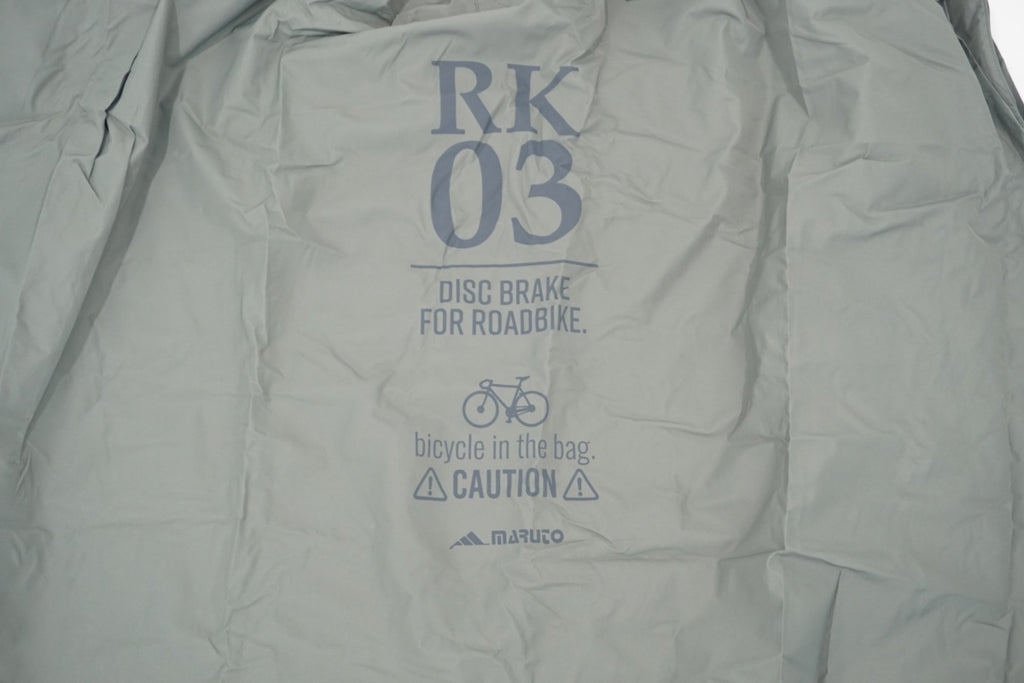 RK
03
DISC BRAKE
FOR ROADBIKE.
bicycle in the bag.
CAUTION
MARUTO